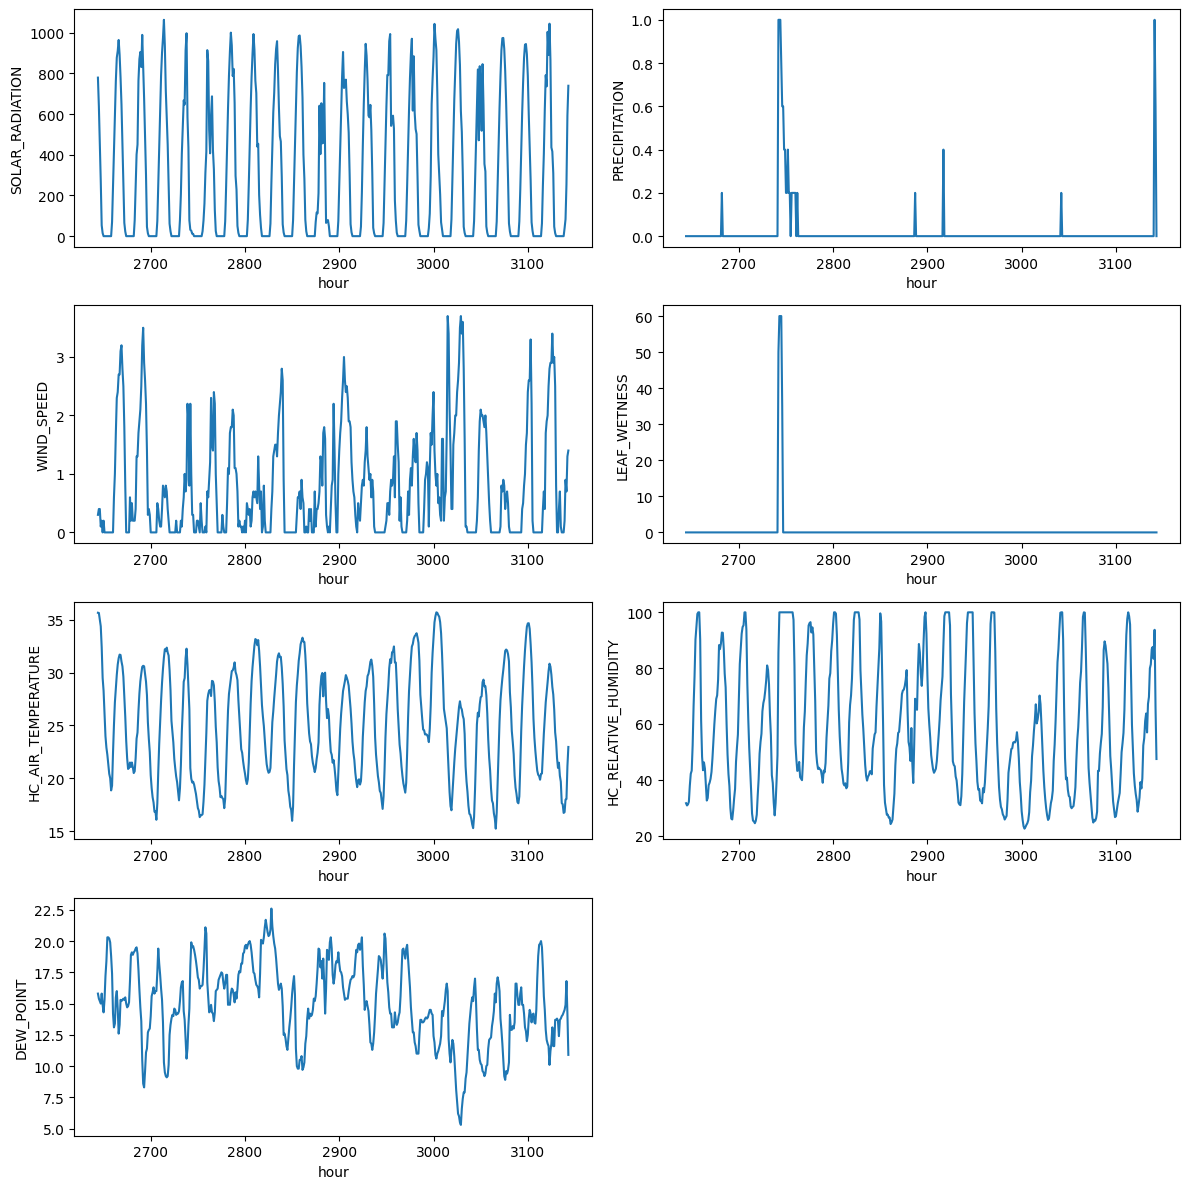 SOLAR_RADIATION
1000
800
600
400
200
0
2700 2800 2900 3000 3100
hour
PRECIPITATION
1.0
0.8
0.6
0.4
0.2
0.0
2700 2800 2900 3000 3100
hour
WIND_SPEED
3
2
1
0
2700 2800 2900 3000 3100
hour
LEAF_WETNESS
60
50
40
30
20
10
0
2700 2800 2900 3000 3100
hour
HC_AIR_TEMPERATURE
35
30
25
20
15
2700 2800 2900 3000 3100
hour
HC_RELATIVE_HUMIDITY
100
80
60
40
20
2700 2800 2900 3000 3100
hour
DEW_POINT
22.5
20.0
17.5
15.0
12.5
10.0
7.5
5.0
2700 2800 2900 3000 3100
hour